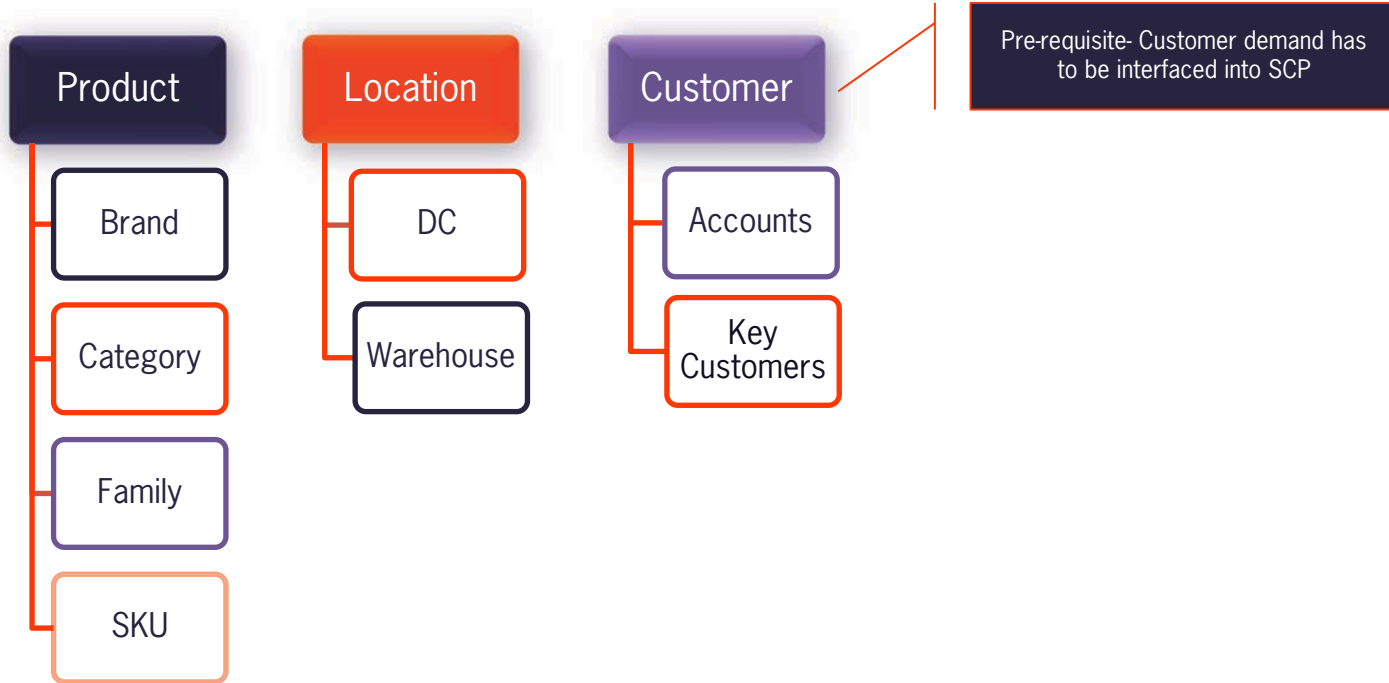 Product
Brand
Category
Family
SKU
Location
DC
Warehouse
Customer
Accounts
Key
Customers
Pre-requisite- Customer demand has
to be interfaced into SCP